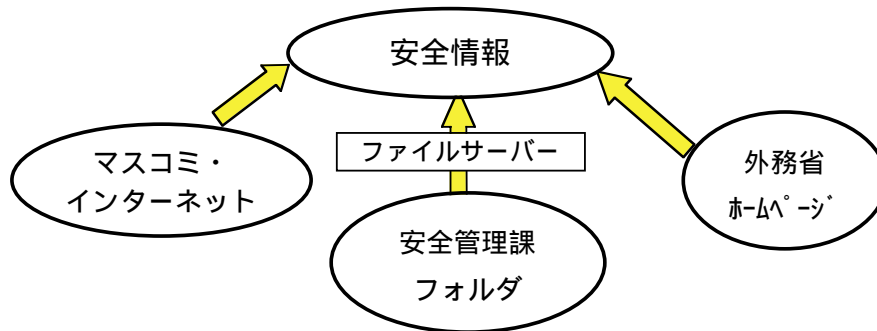 安全情報
マスコミ・
インターネット
ファイルサーバー
外務省
ﾎｰﾑﾍﾟｰｼﾞ
安全管理課
フォルダ